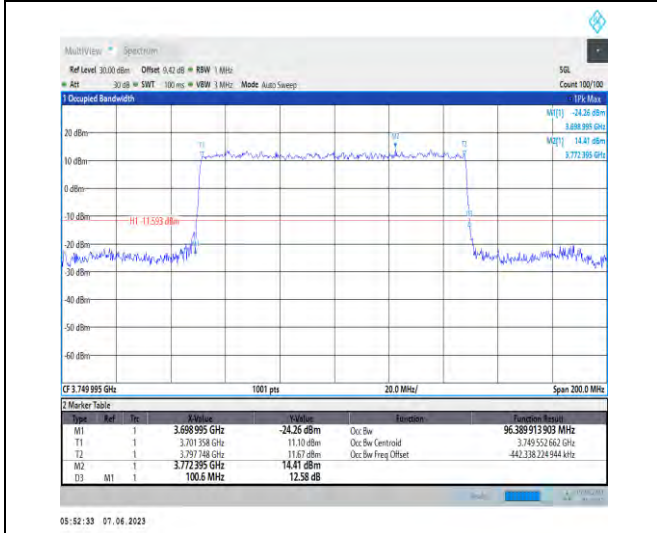 MultiView Spectrum
Ref Level 30.00 dBm Offset 9.42 dB RBW 1 MHz SGL
Att 30 dB SWT 100 ms VBW 3 MHz Mode Auto Sweep Count 100/100
1 Occupied Bandwidth 1Pk Max
M1[1] -24.26 dBm
3.698 995 GHz
20 dBm M2[1] 14.41 dBm
3.772 395 GHz
T1 M2 T2
10 dBm
0 dBm
-10 dBm
H1 -11.593 dBm
-20 dBm
-30 dBm
-40 dBm
-50 dBm
-60 dBm
CF 3.749 995 GHz 1001 pts 20.0 MHz/ Span 200.0 MHz
2 Marker Table
Type Ref Trc X-Value Y-Value Function Function Result
M1 1 3.698 995 GHz -24.26 dBm Occ Bw 96.389 913 903 MHz
T1 1 3.701 358 GHz 11.10 dBm Occ Bw Centroid 3.749 552 662 GHz
T2 1 3.797 748 GHz 11.67 dBm Occ Bw Freq Offset -442.338 224 944 kHz
M2 1 3.772 395 GHz 14.41 dBm
D3 M1 1 100.6 MHz 12.58 dB
05:52:33 07.06.2023